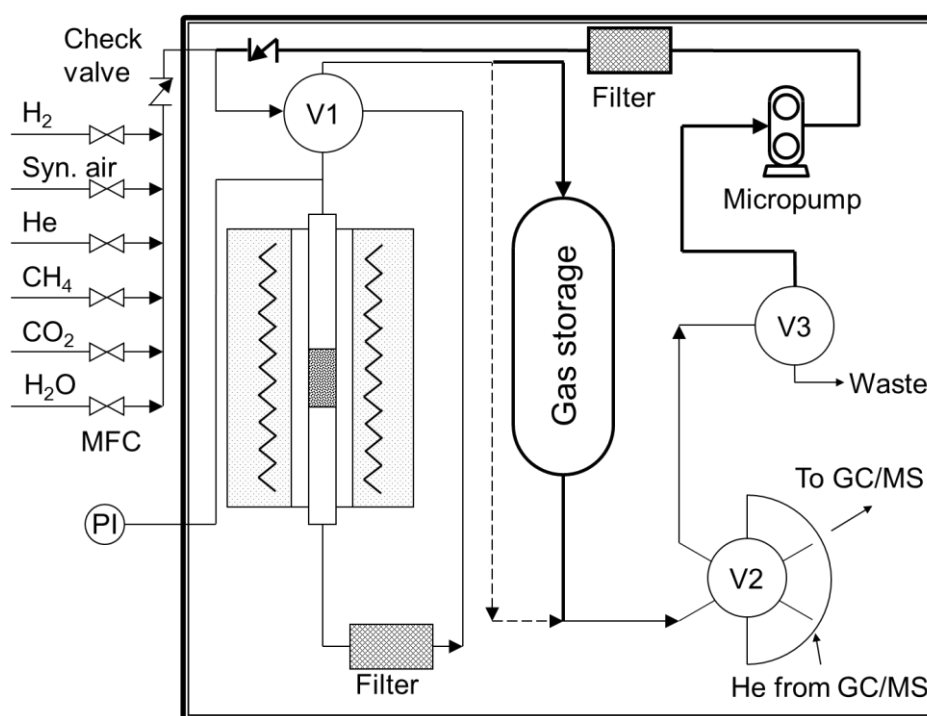 Check
valve
H₂
Syn. air
He
CH₄
CO₂
H₂O
MFC
PI
V1
Filter
Micropump
Gas storage
V3
Waste
To GC/MS
V2
He from GC/MS
Filter